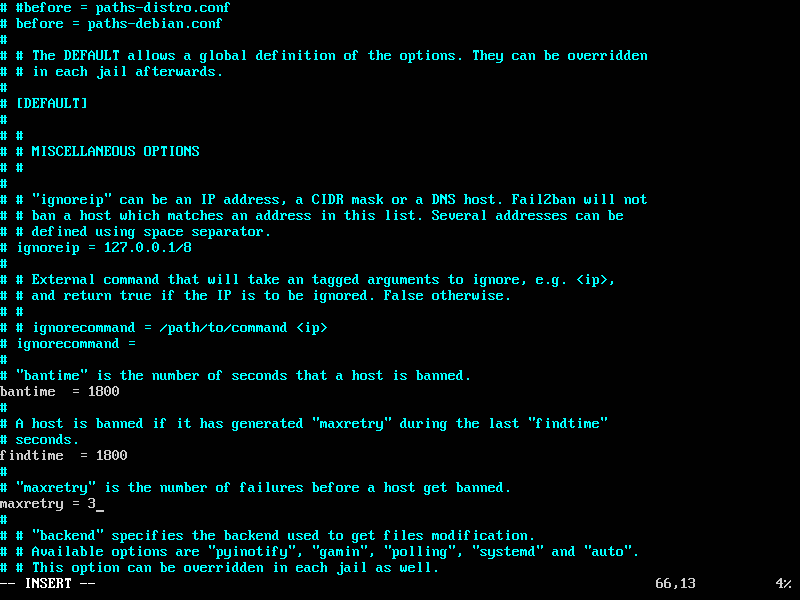 # #before = paths-distro.conf
# before = paths-debian.conf
#
# # The DEFAULT allows a global definition of the options. They can be overridden
# # in each jail afterwards.
#
# [DEFAULT]
#
# #
# # MISCELLANEOUS OPTIONS
# #
#
# # "ignoreip" can be an IP address, a CIDR mask or a DNS host. Fail2ban will not
# # ban a host which matches an address in this list. Several addresses can be
# # defined using space separator.
# ignoreip = 127.0.0.1/8
#
# # External command that will take an tagged arguments to ignore, e.g. <ip>,
# # and return true if the IP is to be ignored. False otherwise.
# #
# # ignorecommand = /path/to/command <ip>
# ignorecommand =
#
# "bantime" is the number of seconds that a host is banned.
bantime  = 1800
#
# A host is banned if it has generated "maxretry" during the last "findtime"
# seconds.
findtime  = 1800
#
# "maxretry" is the number of failures before a host get banned.
maxretry = 3_
#
# # "backend" specifies the backend used to get files modification.
# # Available options are "pyinotify", "gamin", "polling", "systemd" and "auto".
# # This option can be overridden in each jail as well.
-- INSERT -- 66,13 4%